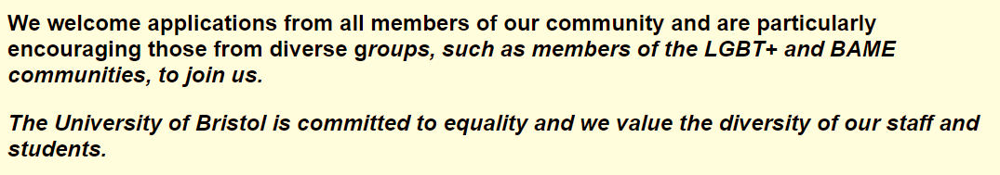 We welcome applications from all members of our community and are particularly
encouraging those from diverse groups, such as members of the LGBT+ and BAME
communities, to join us.
The University of Bristol is committed to equality and we value the diversity of our staff and
students.